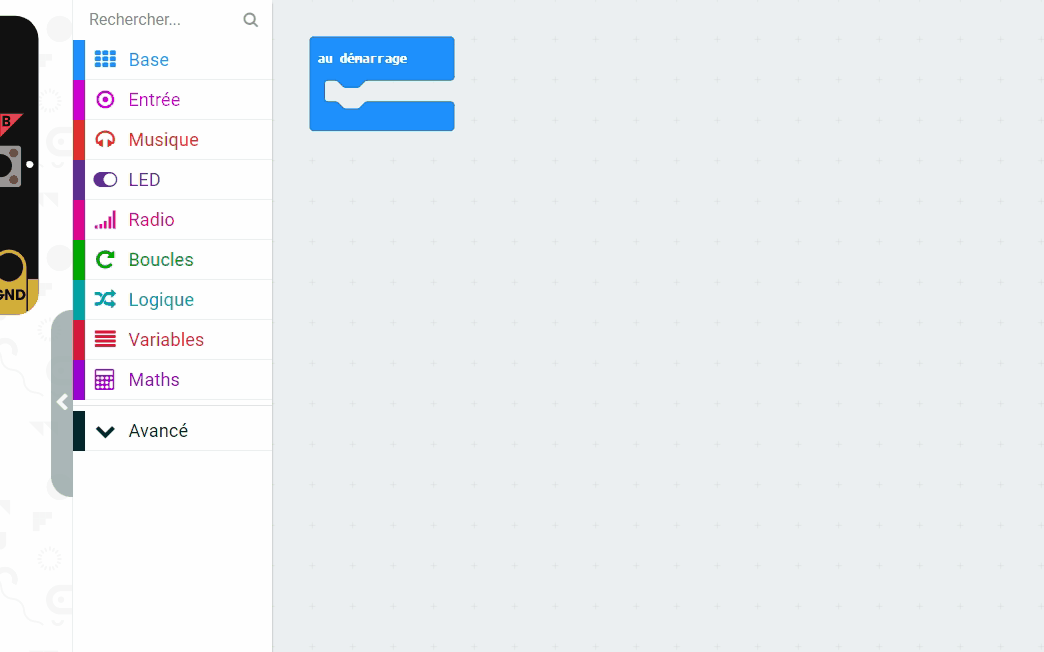 Rechercher...
Base
Entrée
Musique
LED
Radio
Boucles
Logique
Variables
Maths
Avancé
au démarrage
B
GND